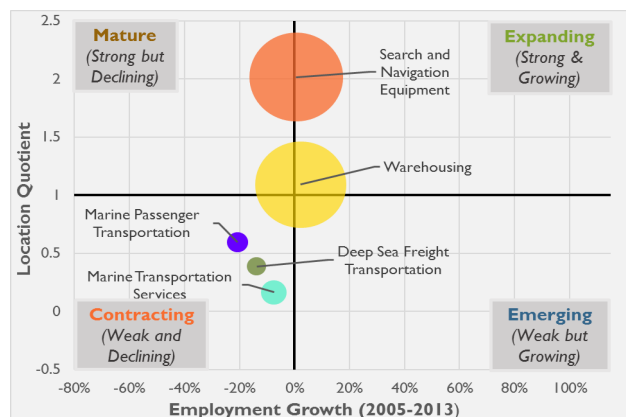 2.5
2
1.5
1
0.5
0
-0.5
Location Quotient
Mature
(Strong but
Declining)
Expanding
(Strong &
Growing)
Search and
Navigation
Equipment
Warehousing
Marine Passenger
Transportation
Deep Sea Freight
Transportation
Marine Transportation
Services
Contracting
(Weak and
Declining)
Emerging
(Weak but
Growing)
-80% -60% -40% -20% 0% 20% 40% 60% 80% 100%
Employment Growth (2005-2013)